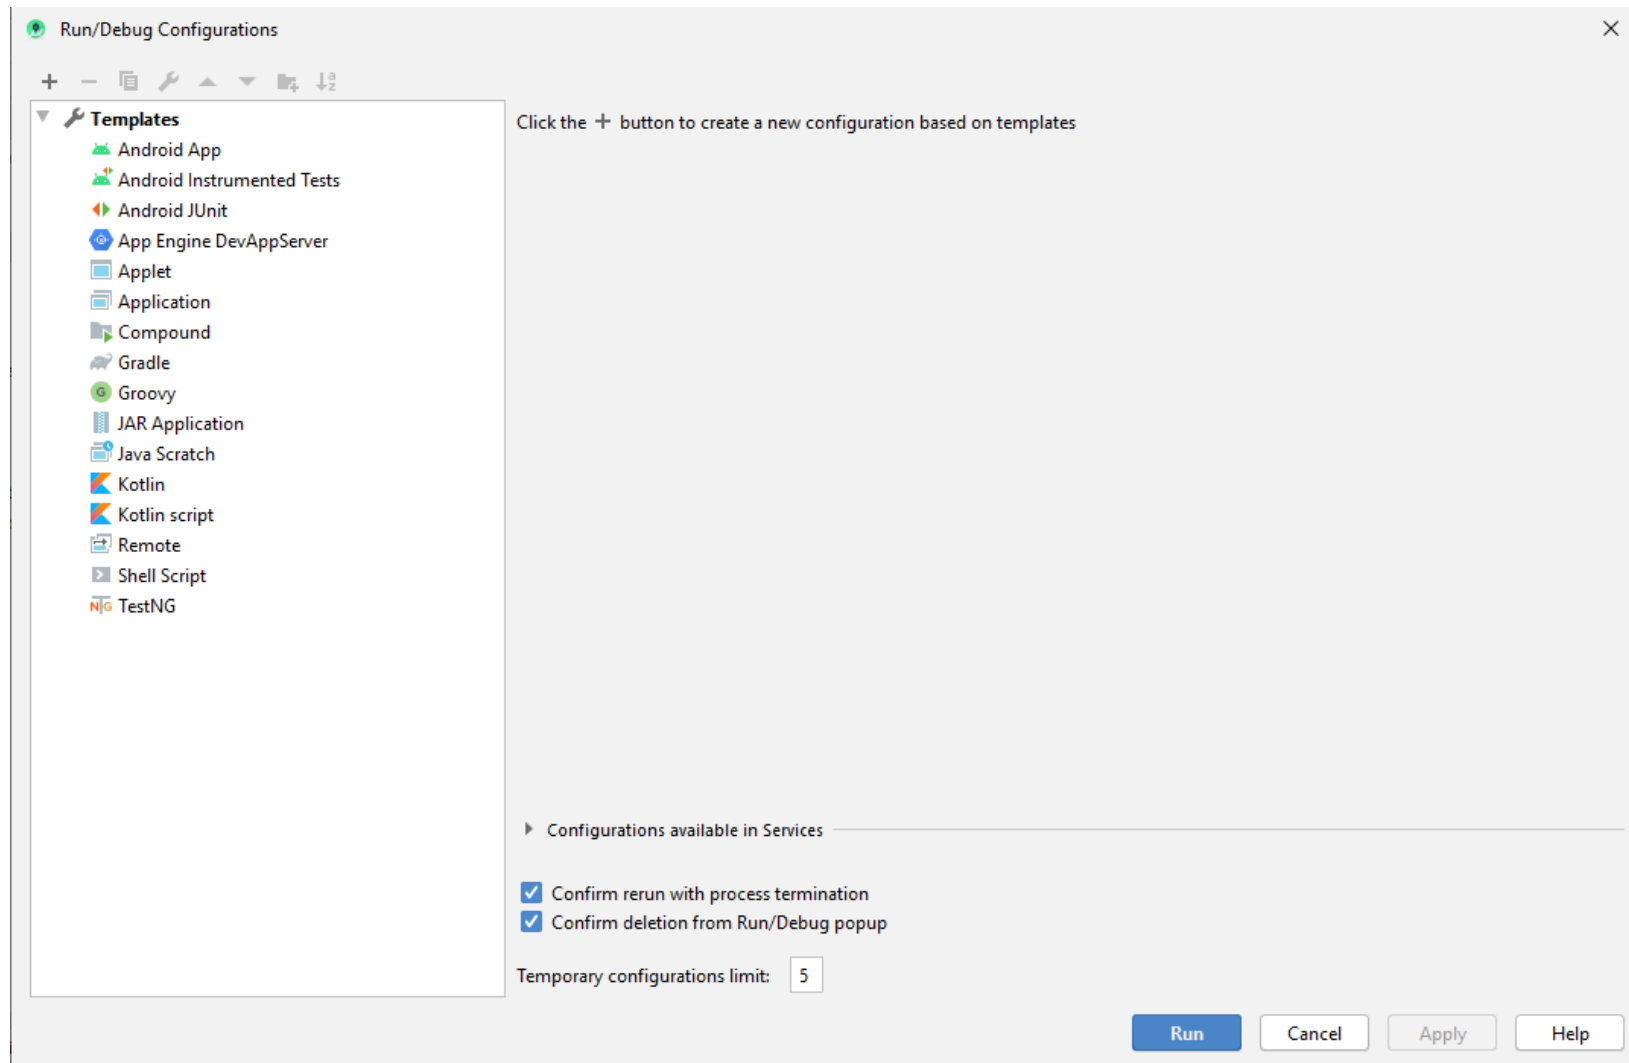 Run/Debug Configurations
Templates
Android App
Android Instrumented Tests
Android JUnit
App Engine DevAppServer
Applet
Application
Compound
Gradle
Groovy
JAR Application
Java Scratch
Kotlin
Kotlin script
Remote
Shell Script
TestNG
Click the + button to create a new configuration based on templates
Configurations available in Services
Confirm rerun with process termination
Confirm deletion from Run/Debug popup
Temporary configurations limit: 5
Run Cancel Apply Help